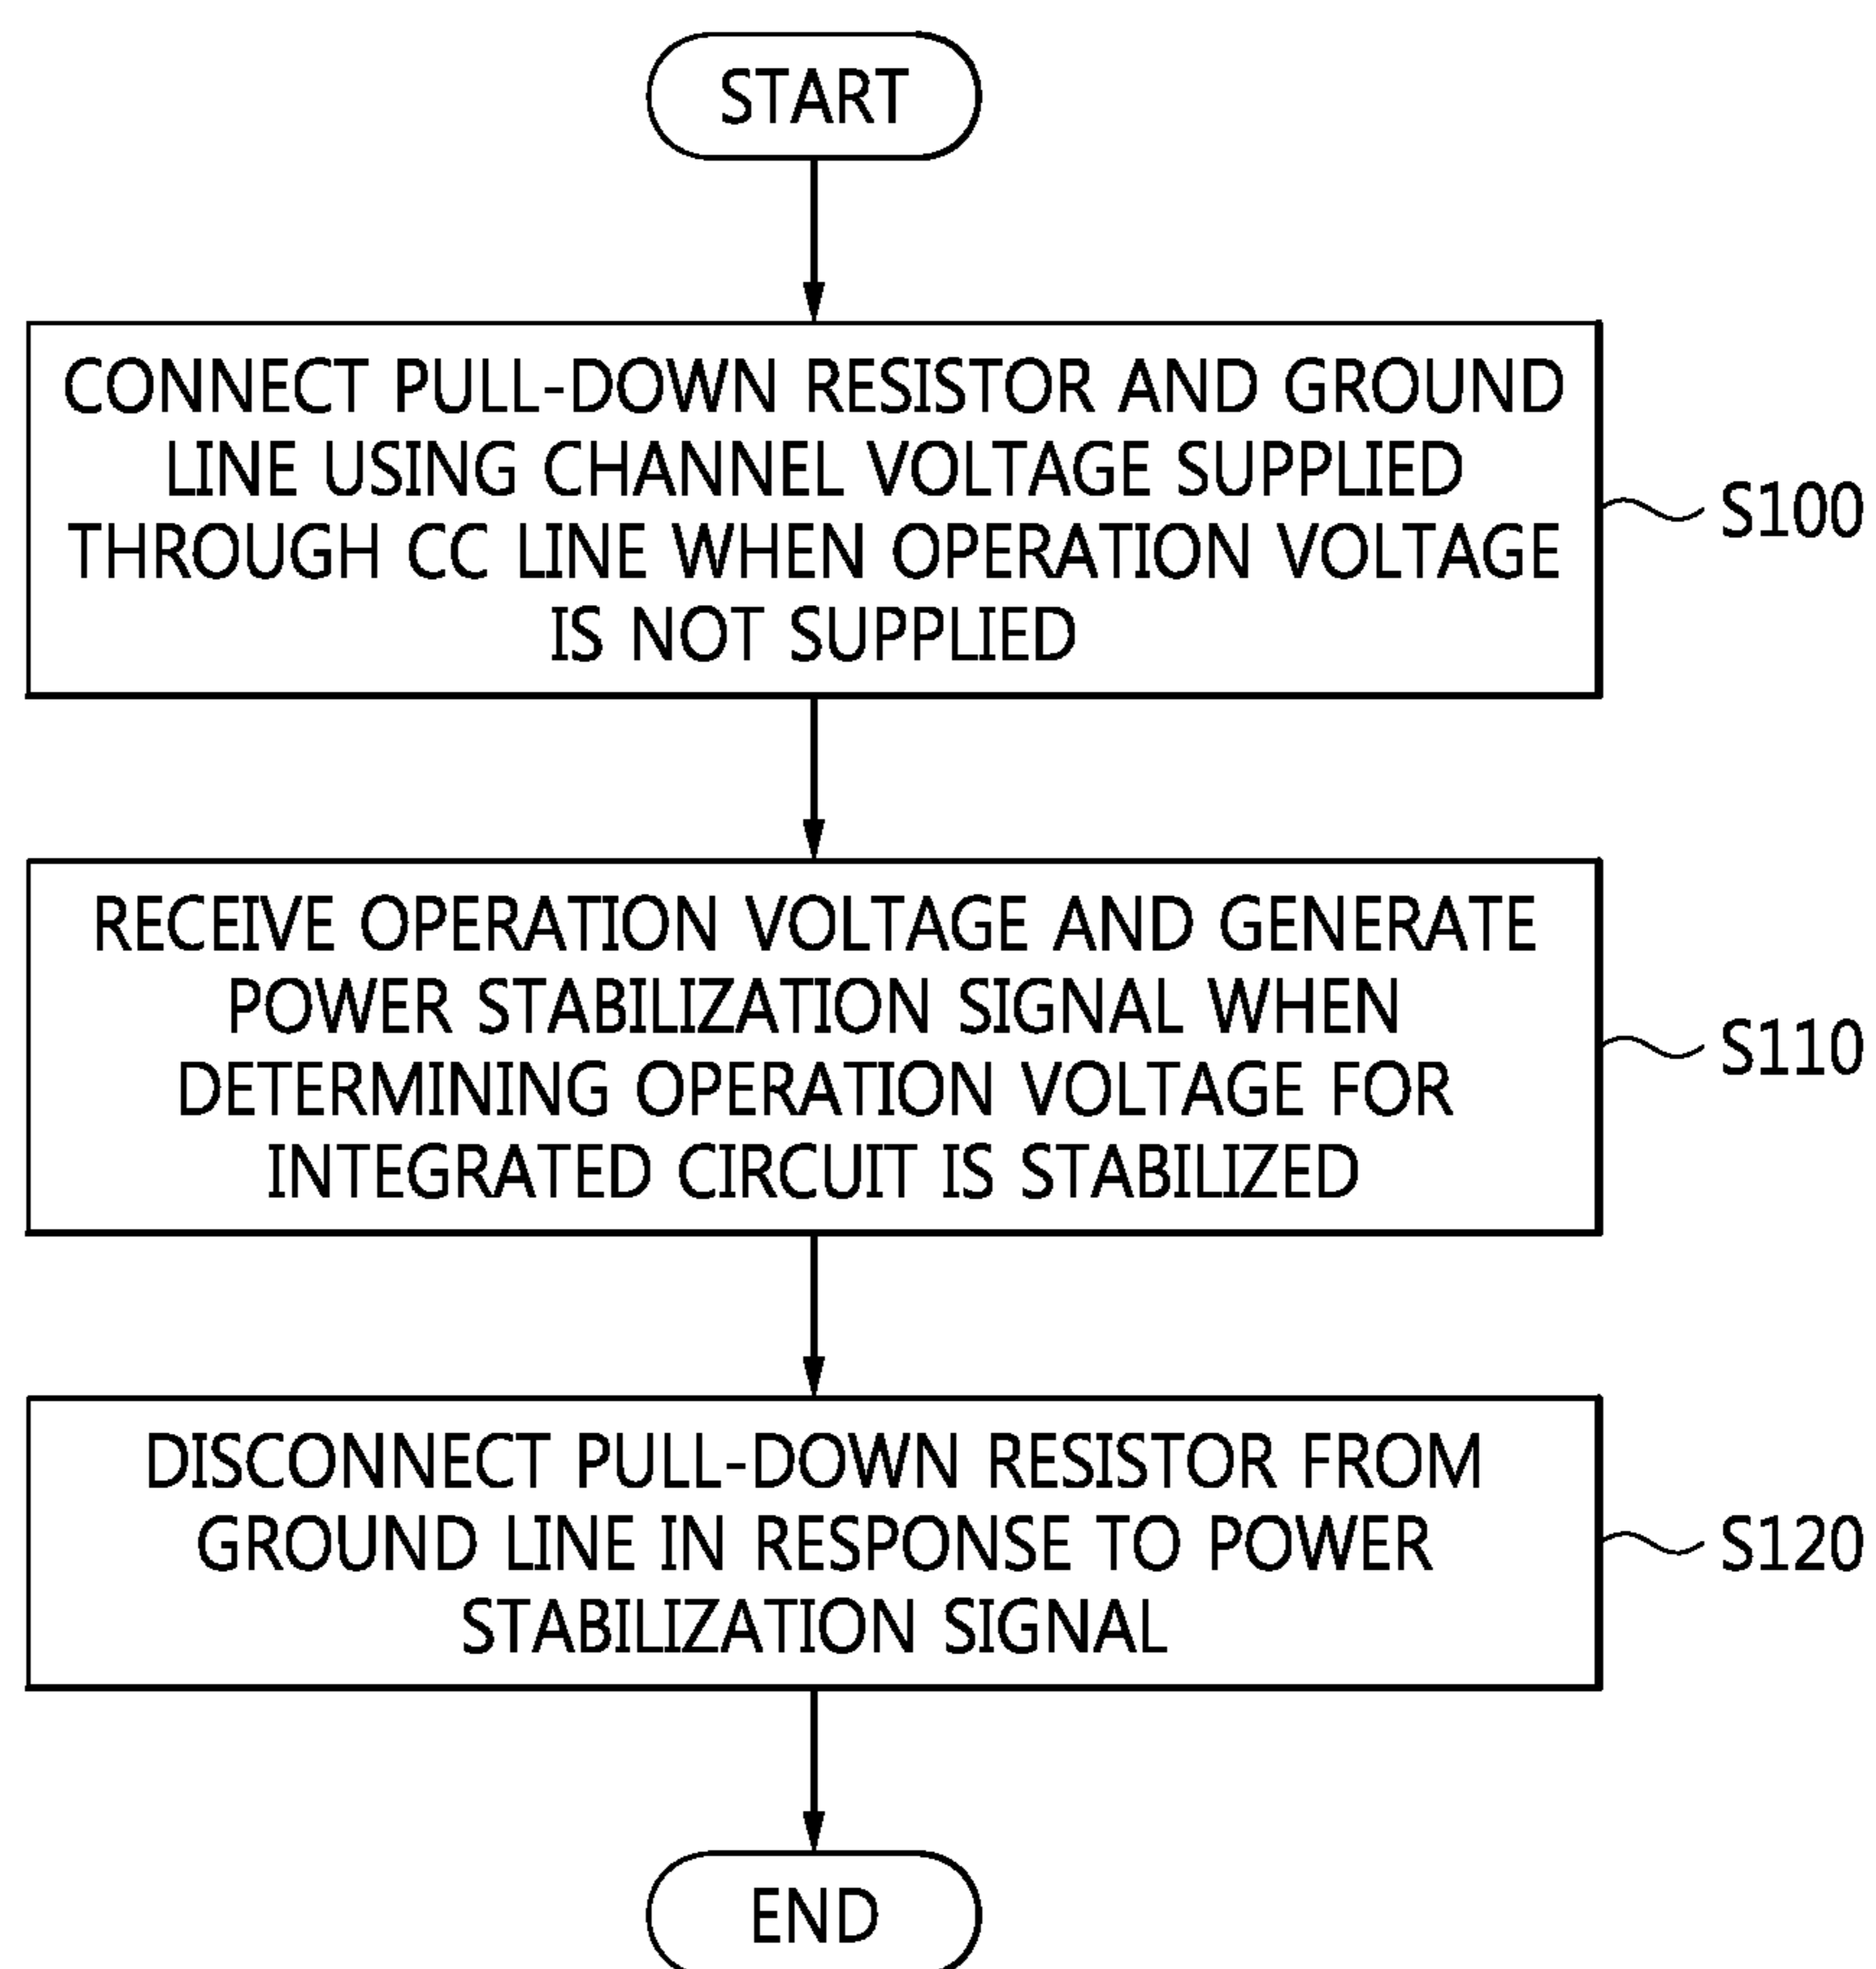 START
CONNECT PULL-DOWN RESISTOR AND GROUND
LINE USING CHANNEL VOLTAGE SUPPLIED
THROUGH CC LINE WHEN OPERATION VOLTAGE
IS NOT SUPPLIED
S100
RECEIVE OPERATION VOLTAGE AND GENERATE
POWER STABILIZATION SIGNAL WHEN
DETERMINING OPERATION VOLTAGE FOR
INTEGRATED CIRCUIT IS STABILIZED
S110
DISCONNECT PULL-DOWN RESISTOR FROM
GROUND LINE IN RESPONSE TO POWER
STABILIZATION SIGNAL
S120
END